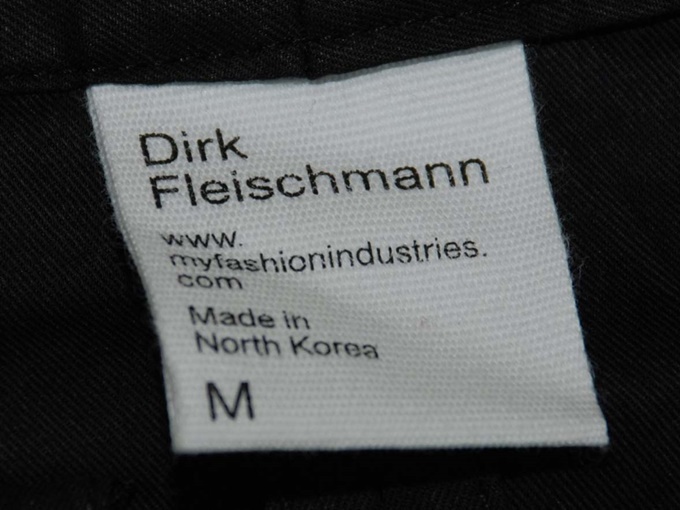 Dirk
Fleischmann
www.
myfashionindustries.
com
Made in
North Korea
M